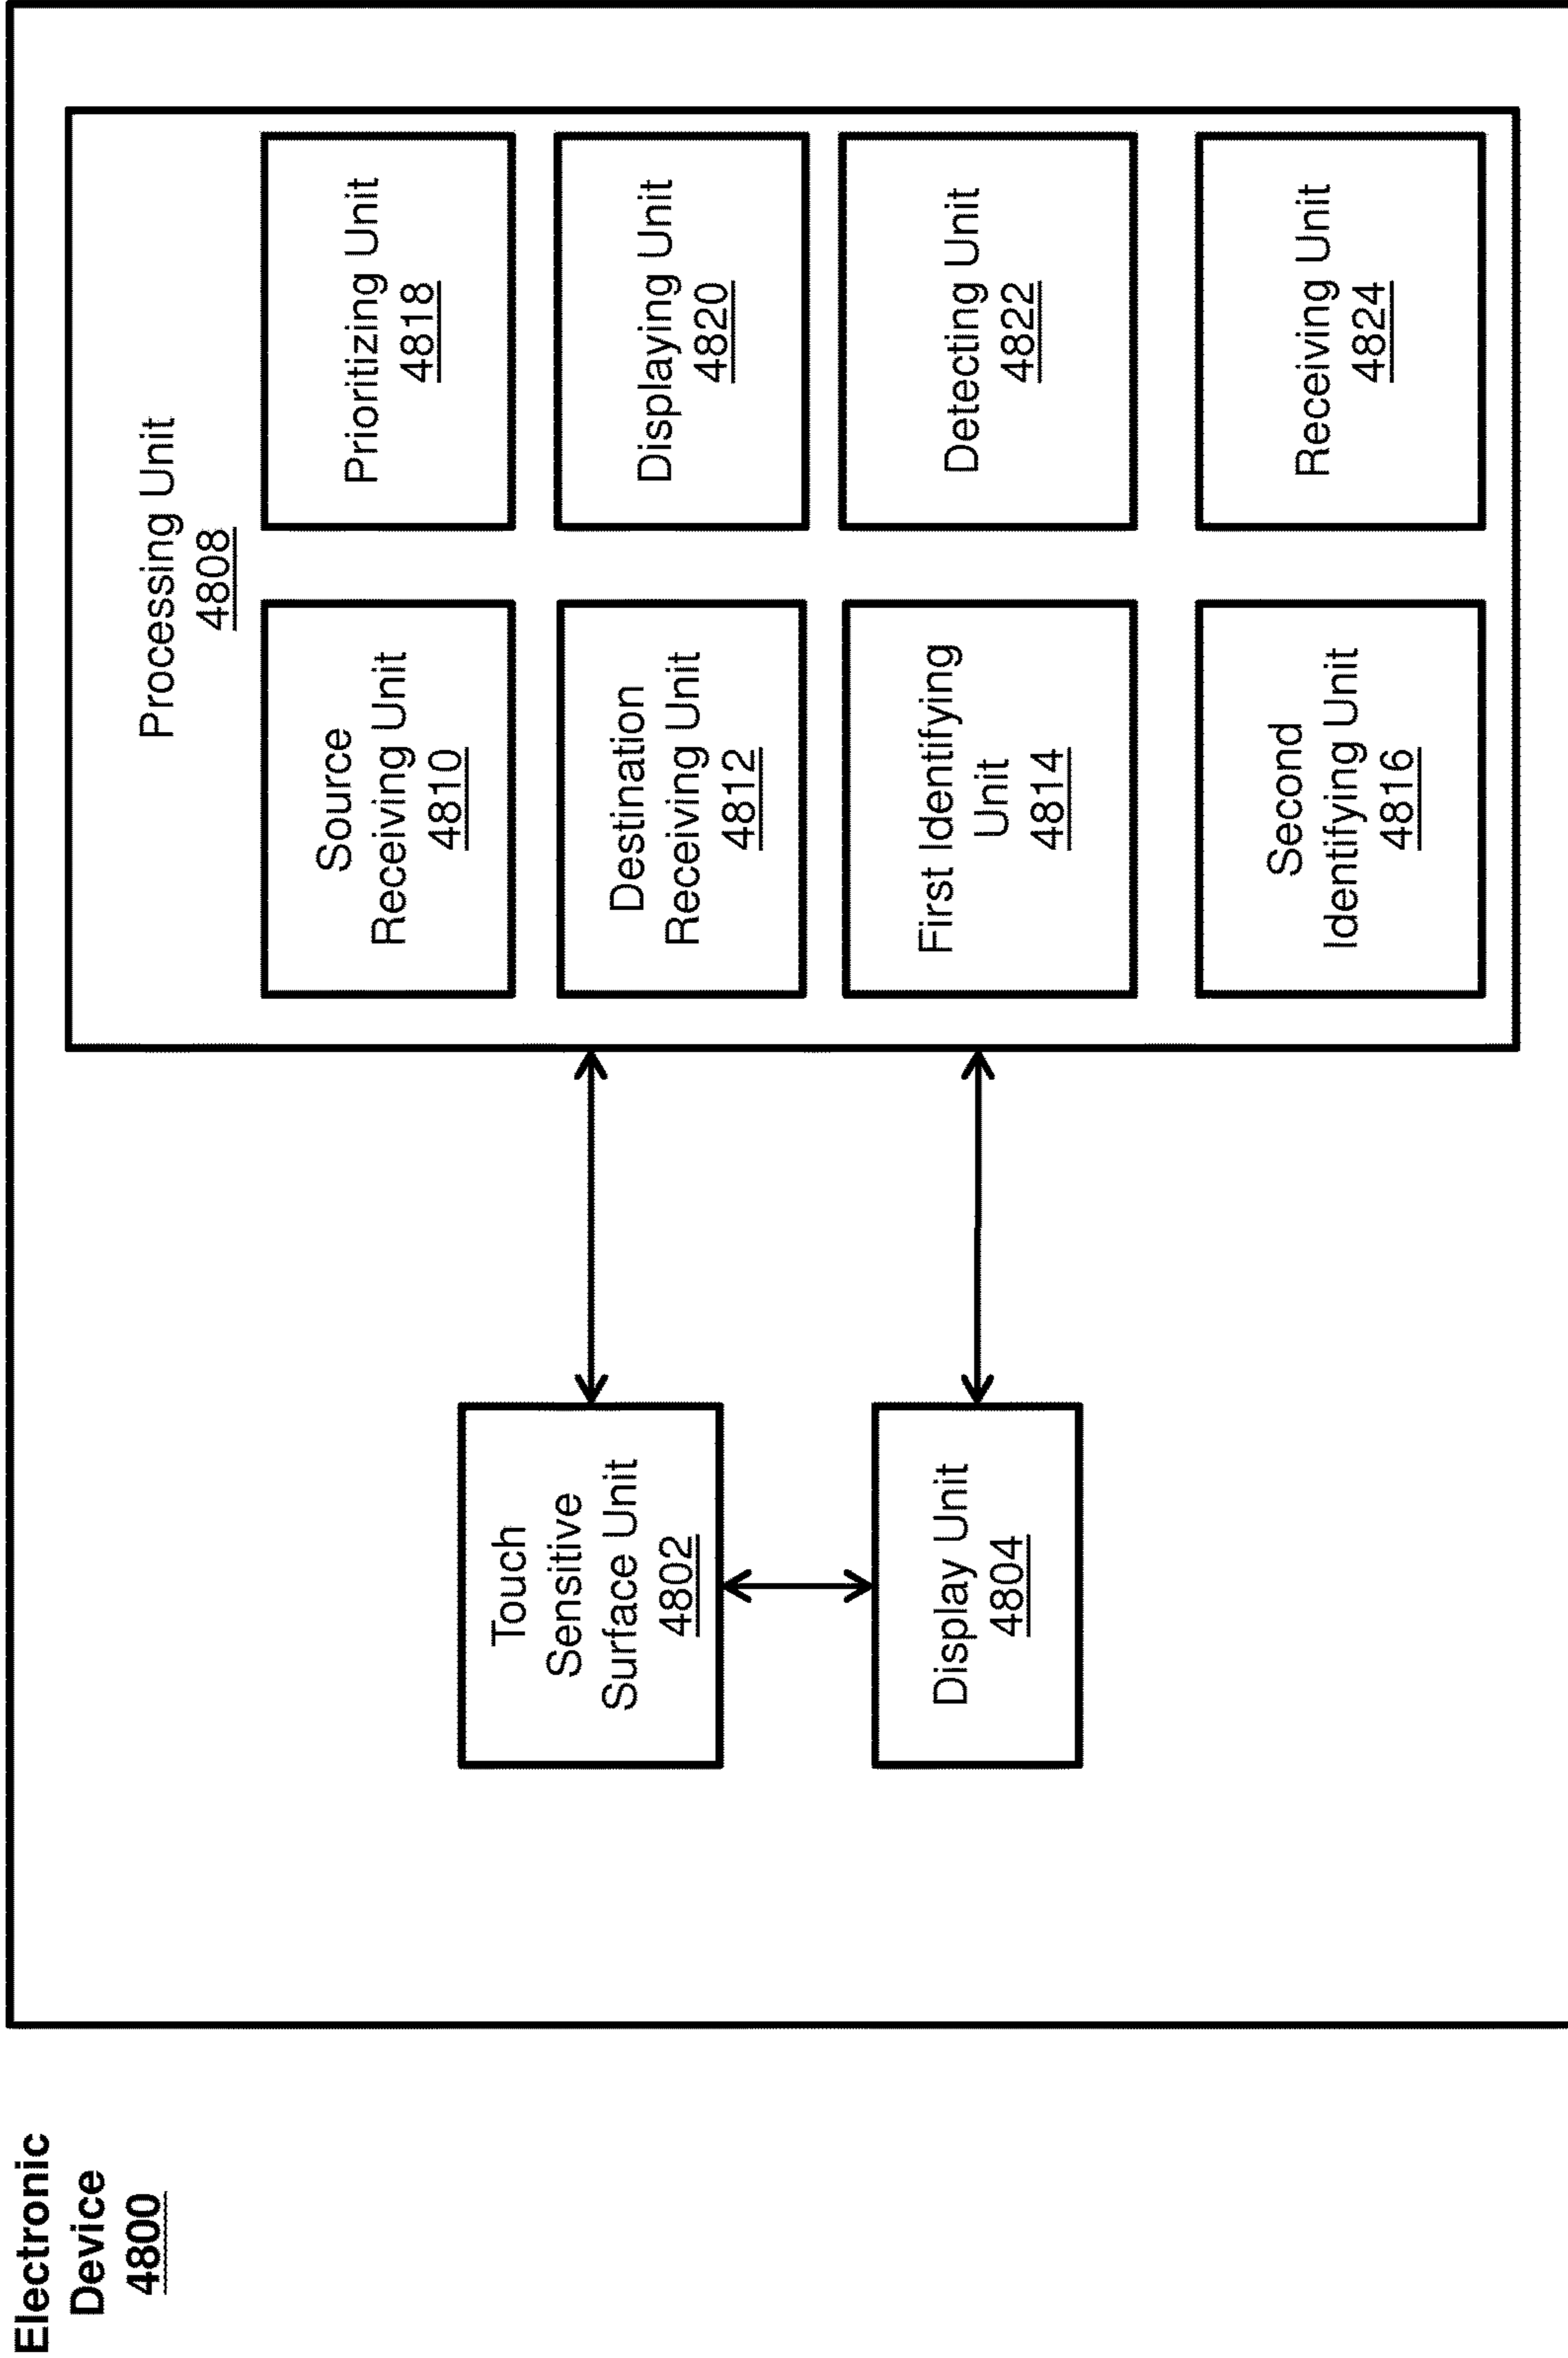 Electronic
Device
4800
Touch
Sensitive
Surface Unit
4802
Display Unit
4804
Processing Unit
4808
Source
Receiving Unit
4810
Prioritizing Unit
4818
Destination
Receiving Unit
4812
Displaying Unit
4820
First Identifying
Unit
4814
Detecting Unit
4822
Second
Identifying Unit
4816
Receiving Unit
4824